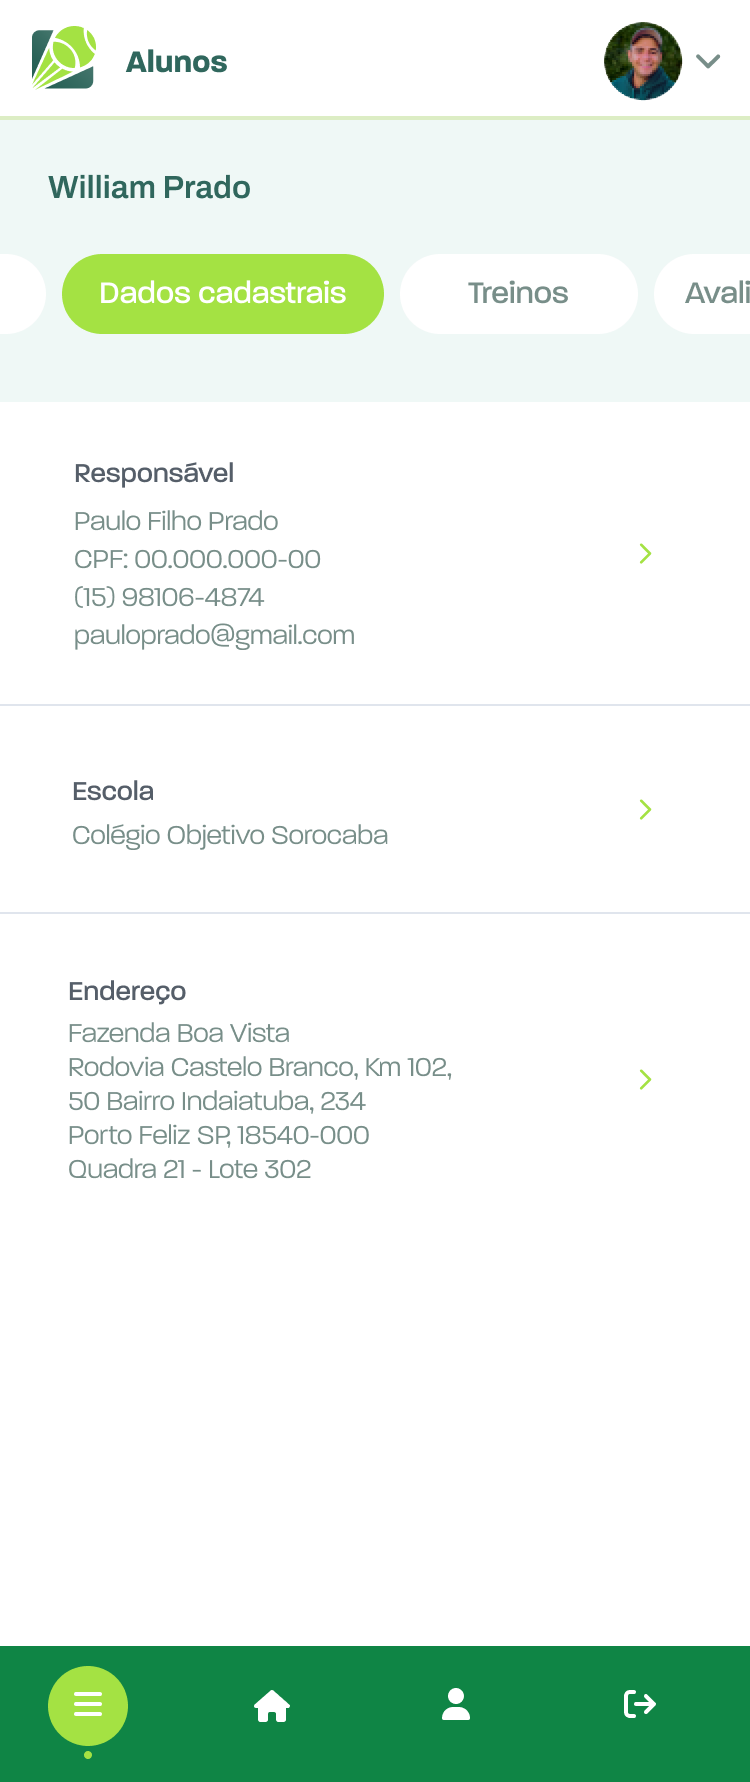 Alunos
William Prado
Dados cadastrais
Treinos
Avali
Responsável
Paulo Filho Prado
CPF: 00.000.000-00
(15) 98106-4874
pauloprado@gmail.com
Escola
Colégio Objetivo Sorocaba
Endereço
Fazenda Boa Vista
Rodovia Castelo Branco, Km 102,
50 Bairro Indaiatuba, 234
Porto Feliz SP, 18540-000
Quadra 21 - Lote 302